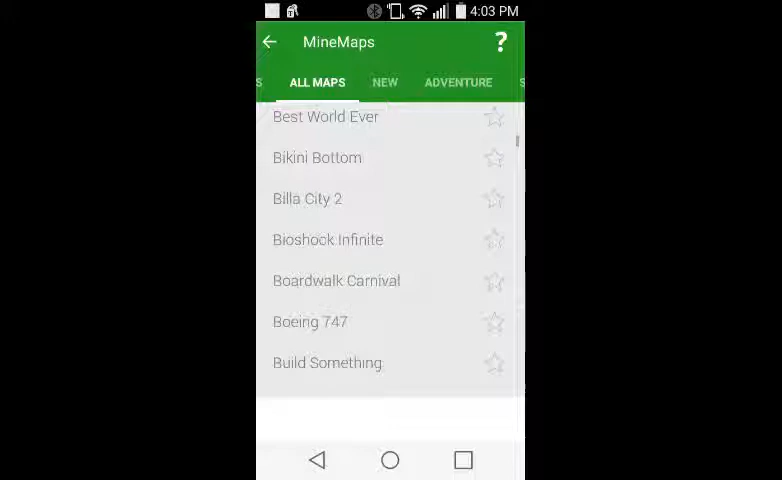 4:03 PM
MineMaps ?
S ALL MAPS NEW ADVENTURE S
Best World Ever
Bikini Bottom
Billa City 2
Bioshock Infinite
Boardwalk Carnival
Boeing 747
Build Something